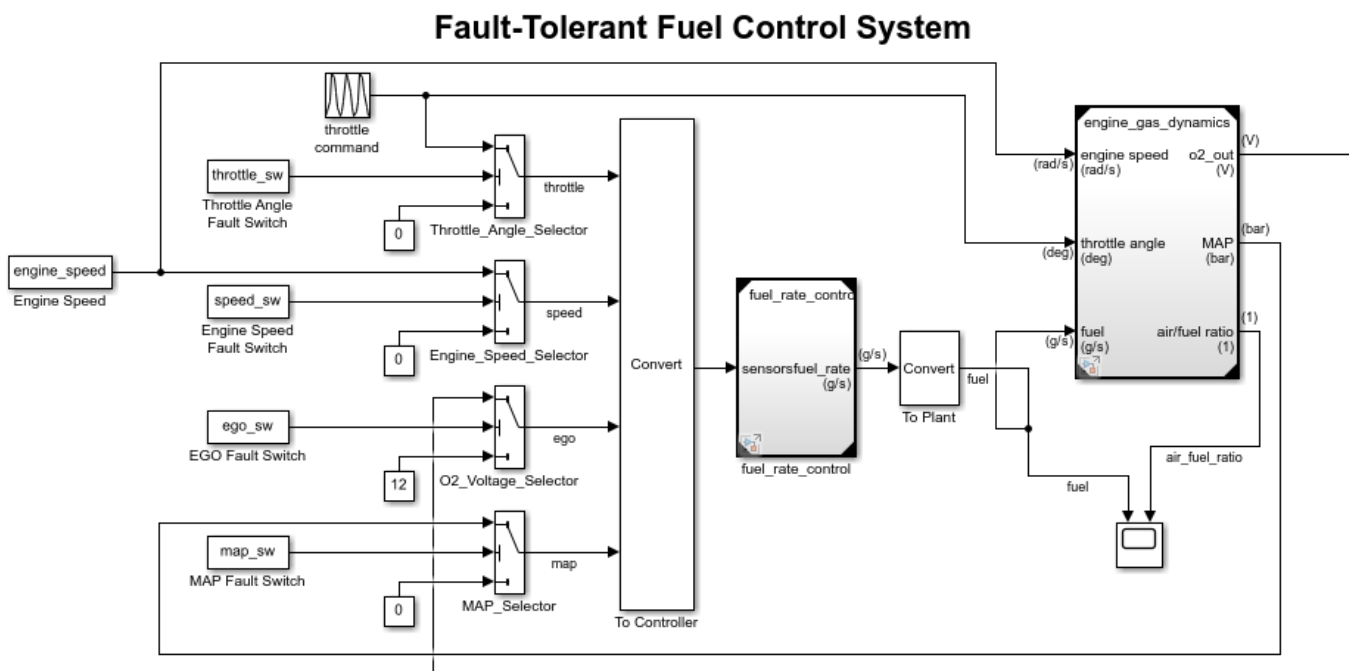 Fault-Tolerant Fuel Control System
throttle
command
engine_gas_dynamics
(V)
(rad/s)
engine speed
(rad/s)
o2_out
(V)
throttle_sw
Throttle Angle
Fault Switch
throttle
0
Throttle_Angle_Selector
(deg)
throttle angle
(deg)
MAP
(bar)
(bar)
engine_speed
Engine Speed
speed_sw
Engine Speed
Fault Switch
speed
0
Engine_Speed_Selector
fuel_rate_contro
sensors
fuel_rate
(g/s)
(g/s)
fuel_rate_control
Convert
To Controller
Convert
To Plant
fuel
(g/s)
fuel
(g/s)
air/fuel ratio
(1)
(1)
ego_sw
EGO Fault Switch
ego
12
O2_Voltage_Selector
air_fuel_ratio
fuel
map_sw
MAP Fault Switch
map
0
MAP_Selector